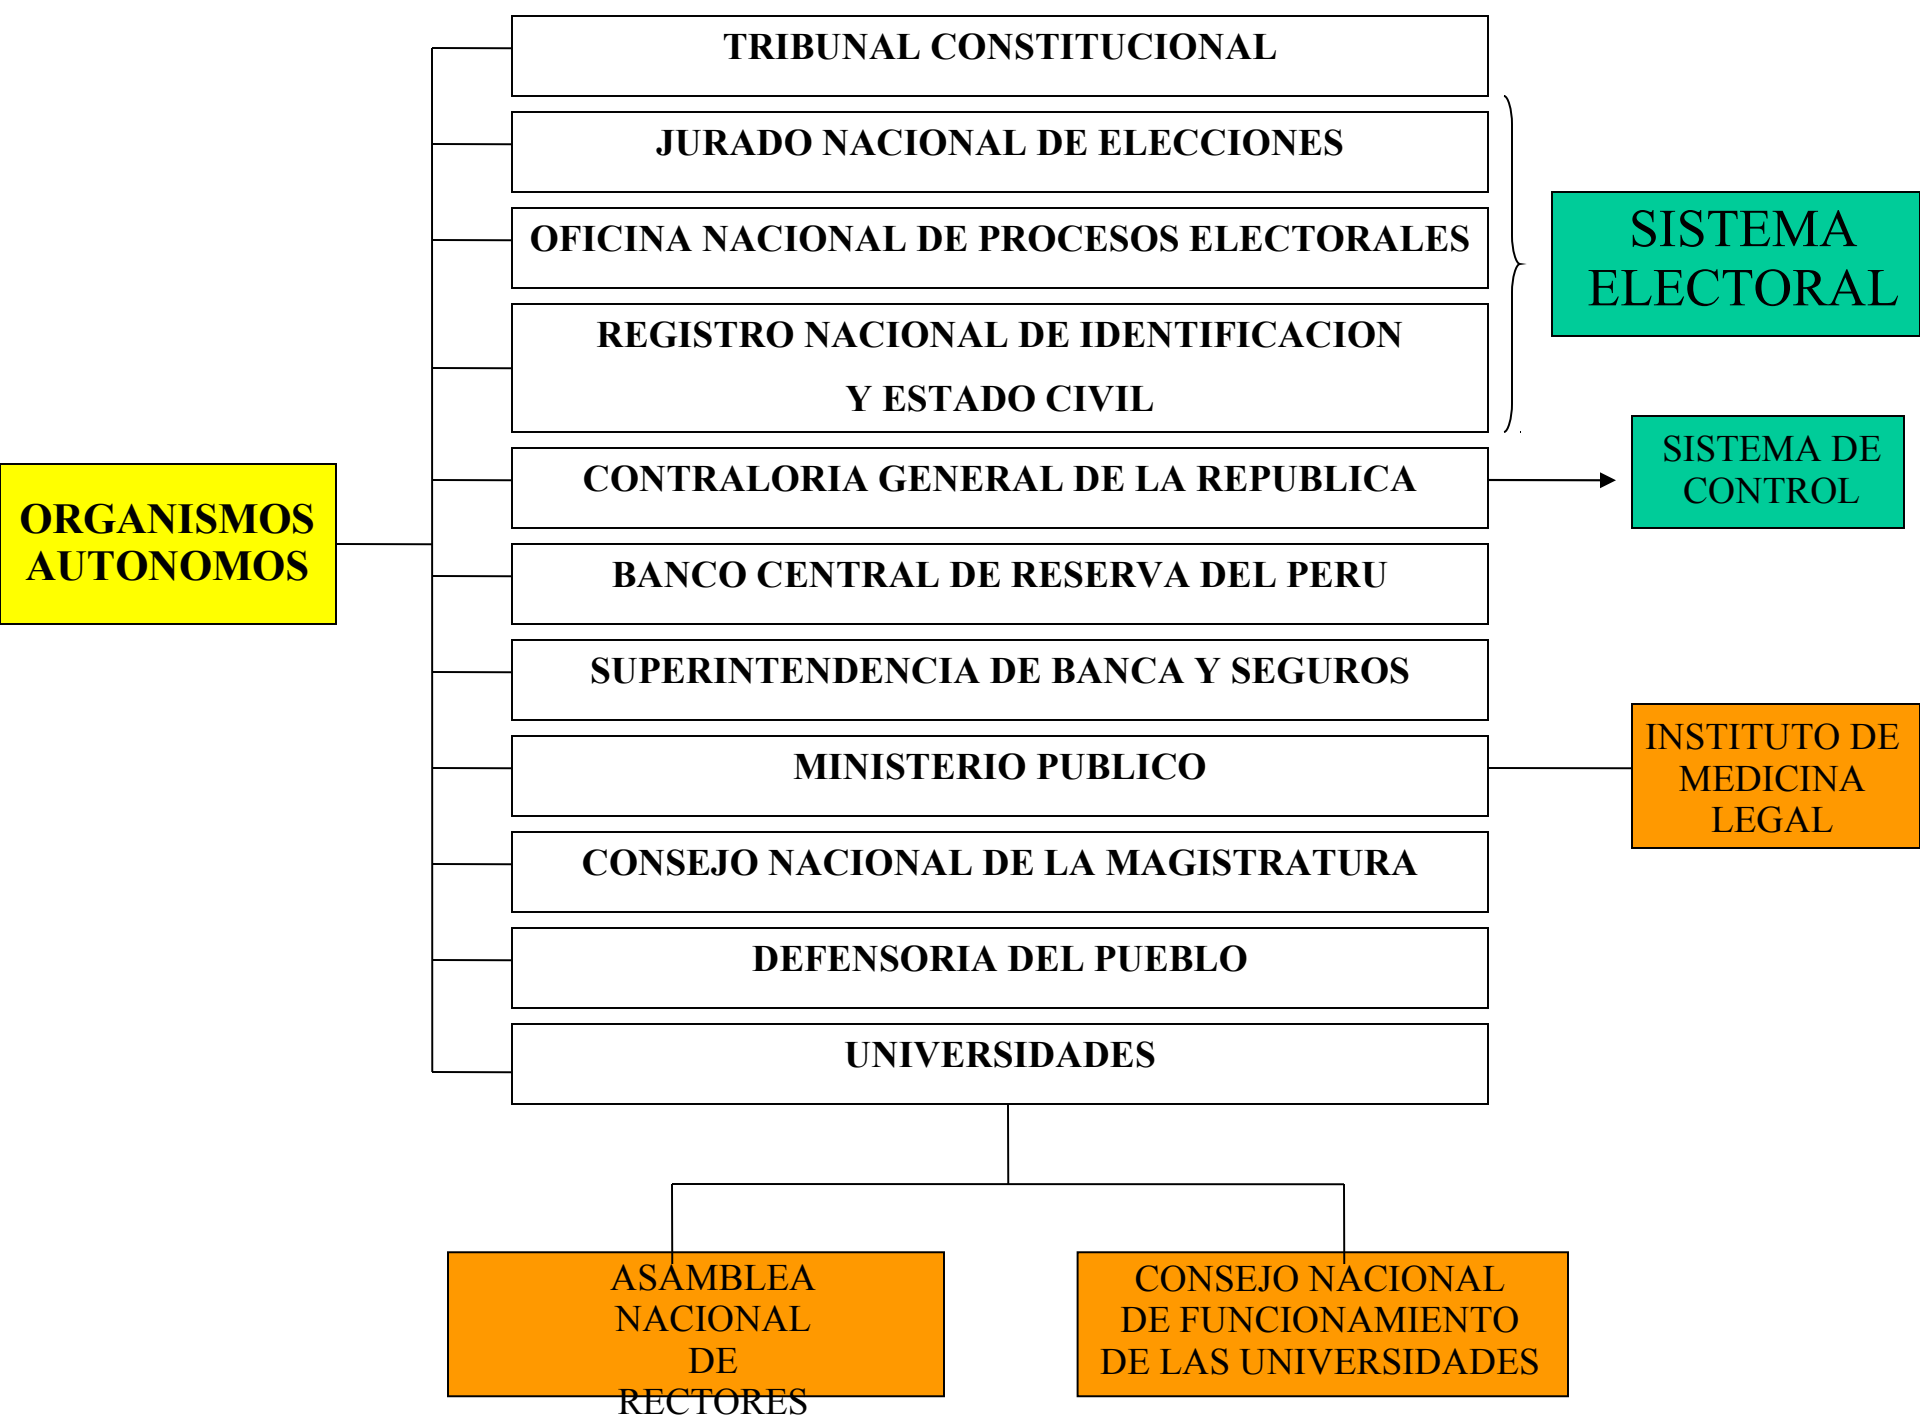 TRIBUNAL CONSTITUCIONAL
JURADO NACIONAL DE ELECCIONES
OFICINA NACIONAL DE PROCESOS ELECTORALES
SISTEMA
ELECTORAL
REGISTRO NACIONAL DE IDENTIFICACION
Y ESTADO CIVIL
CONTRALORIA GENERAL DE LA REPUBLICA
SISTEMA DE
CONTROL
ORGANISMOS
AUTONOMOS
BANCO CENTRAL DE RESERVA DEL PERU
SUPERINTENDENCIA DE BANCA Y SEGUROS
MINISTERIO PUBLICO
INSTITUTO DE
MEDICINA
LEGAL
CONSEJO NACIONAL DE LA MAGISTRATURA
DEFENSORIA DEL PUEBLO
UNIVERSIDADES
ASAMBLEA
NACIONAL
DE
RECTORES
CONSEJO NACIONAL
DE FUNCIONAMIENTO
DE LAS UNIVERSIDADES